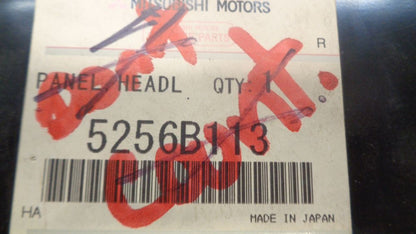 MITSUBISHI MOTORS
R
PANEL, HEADL QTY: 1
5256B113
HA
MADE IN JAPAN